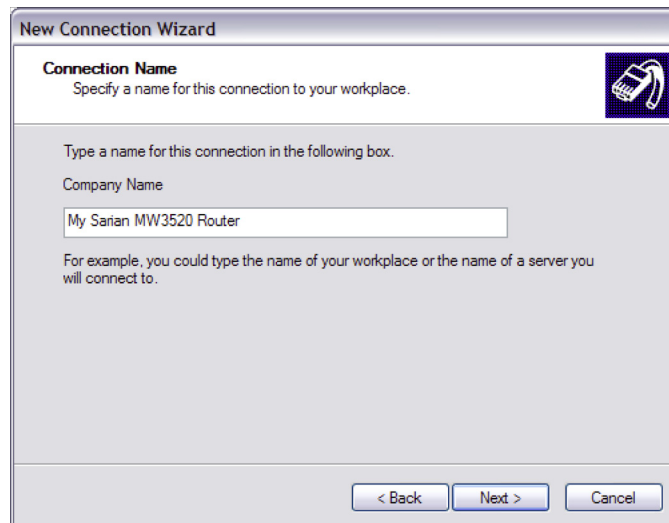 New Connection Wizard
Connection Name
Specify a name for this connection to your workplace.
Type a name for this connection in the following box.
Company Name
My Sarian MW3520 Router
For example, you could type the name of your workplace or the name of a server you
will connect to.
< Back Next > Cancel